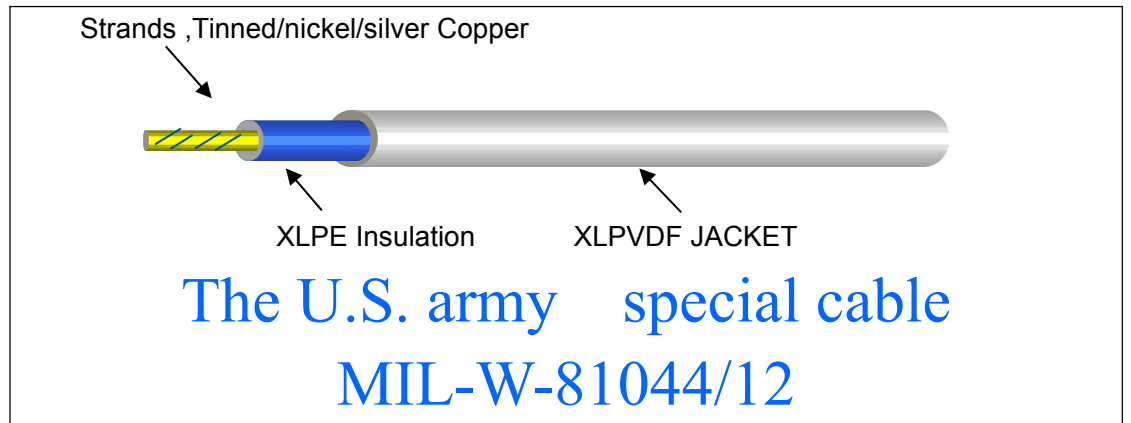 Strands ,Tinned/nickel/silver Copper
XLPE Insulation XLPVDF JACKET
The U.S. army special cable
MIL-W-81044/12